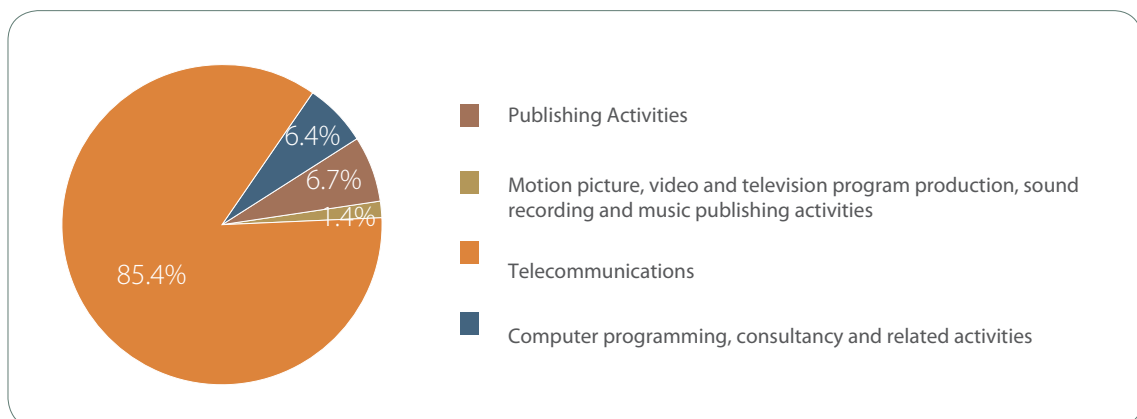 6.4%
6.7%
1.4%
85.4%
Publishing Activities
Motion picture, video and television program production, sound
recording and music publishing activities
Telecommunications
Computer programming, consultancy and related activities